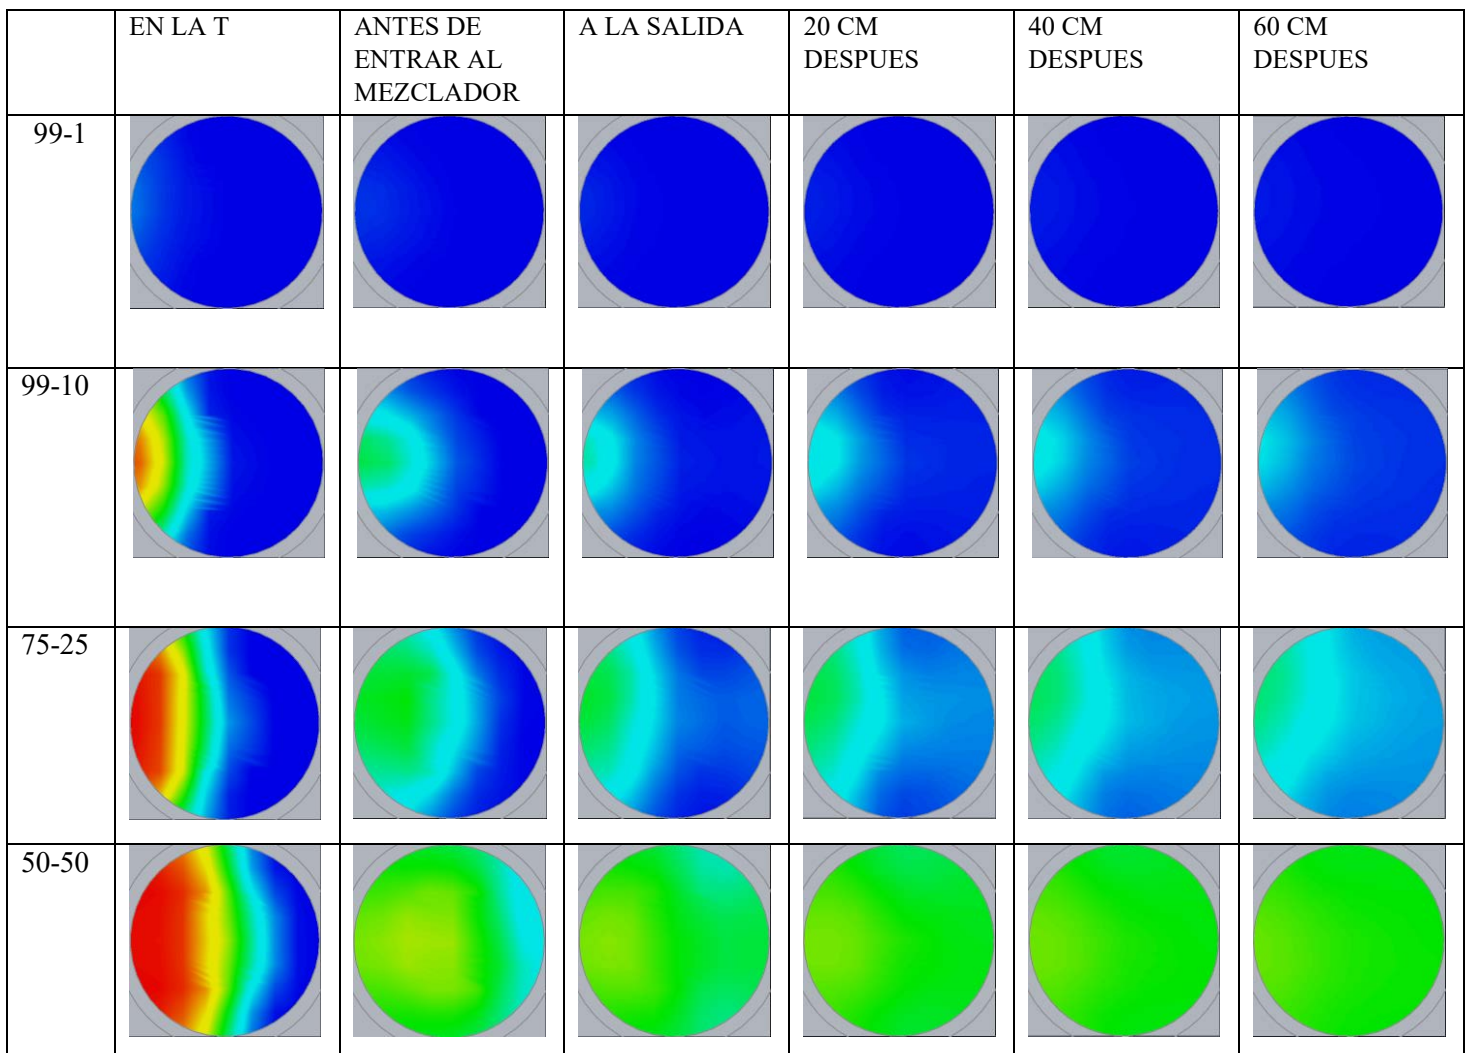 EN LA T
ANTES DE
ENTRAR AL
MEZCLADOR
A LA SALIDA
20 CM
DESPUES
40 CM
DESPUES
60 CM
DESPUES
99-1
99-10
75-25
50-50